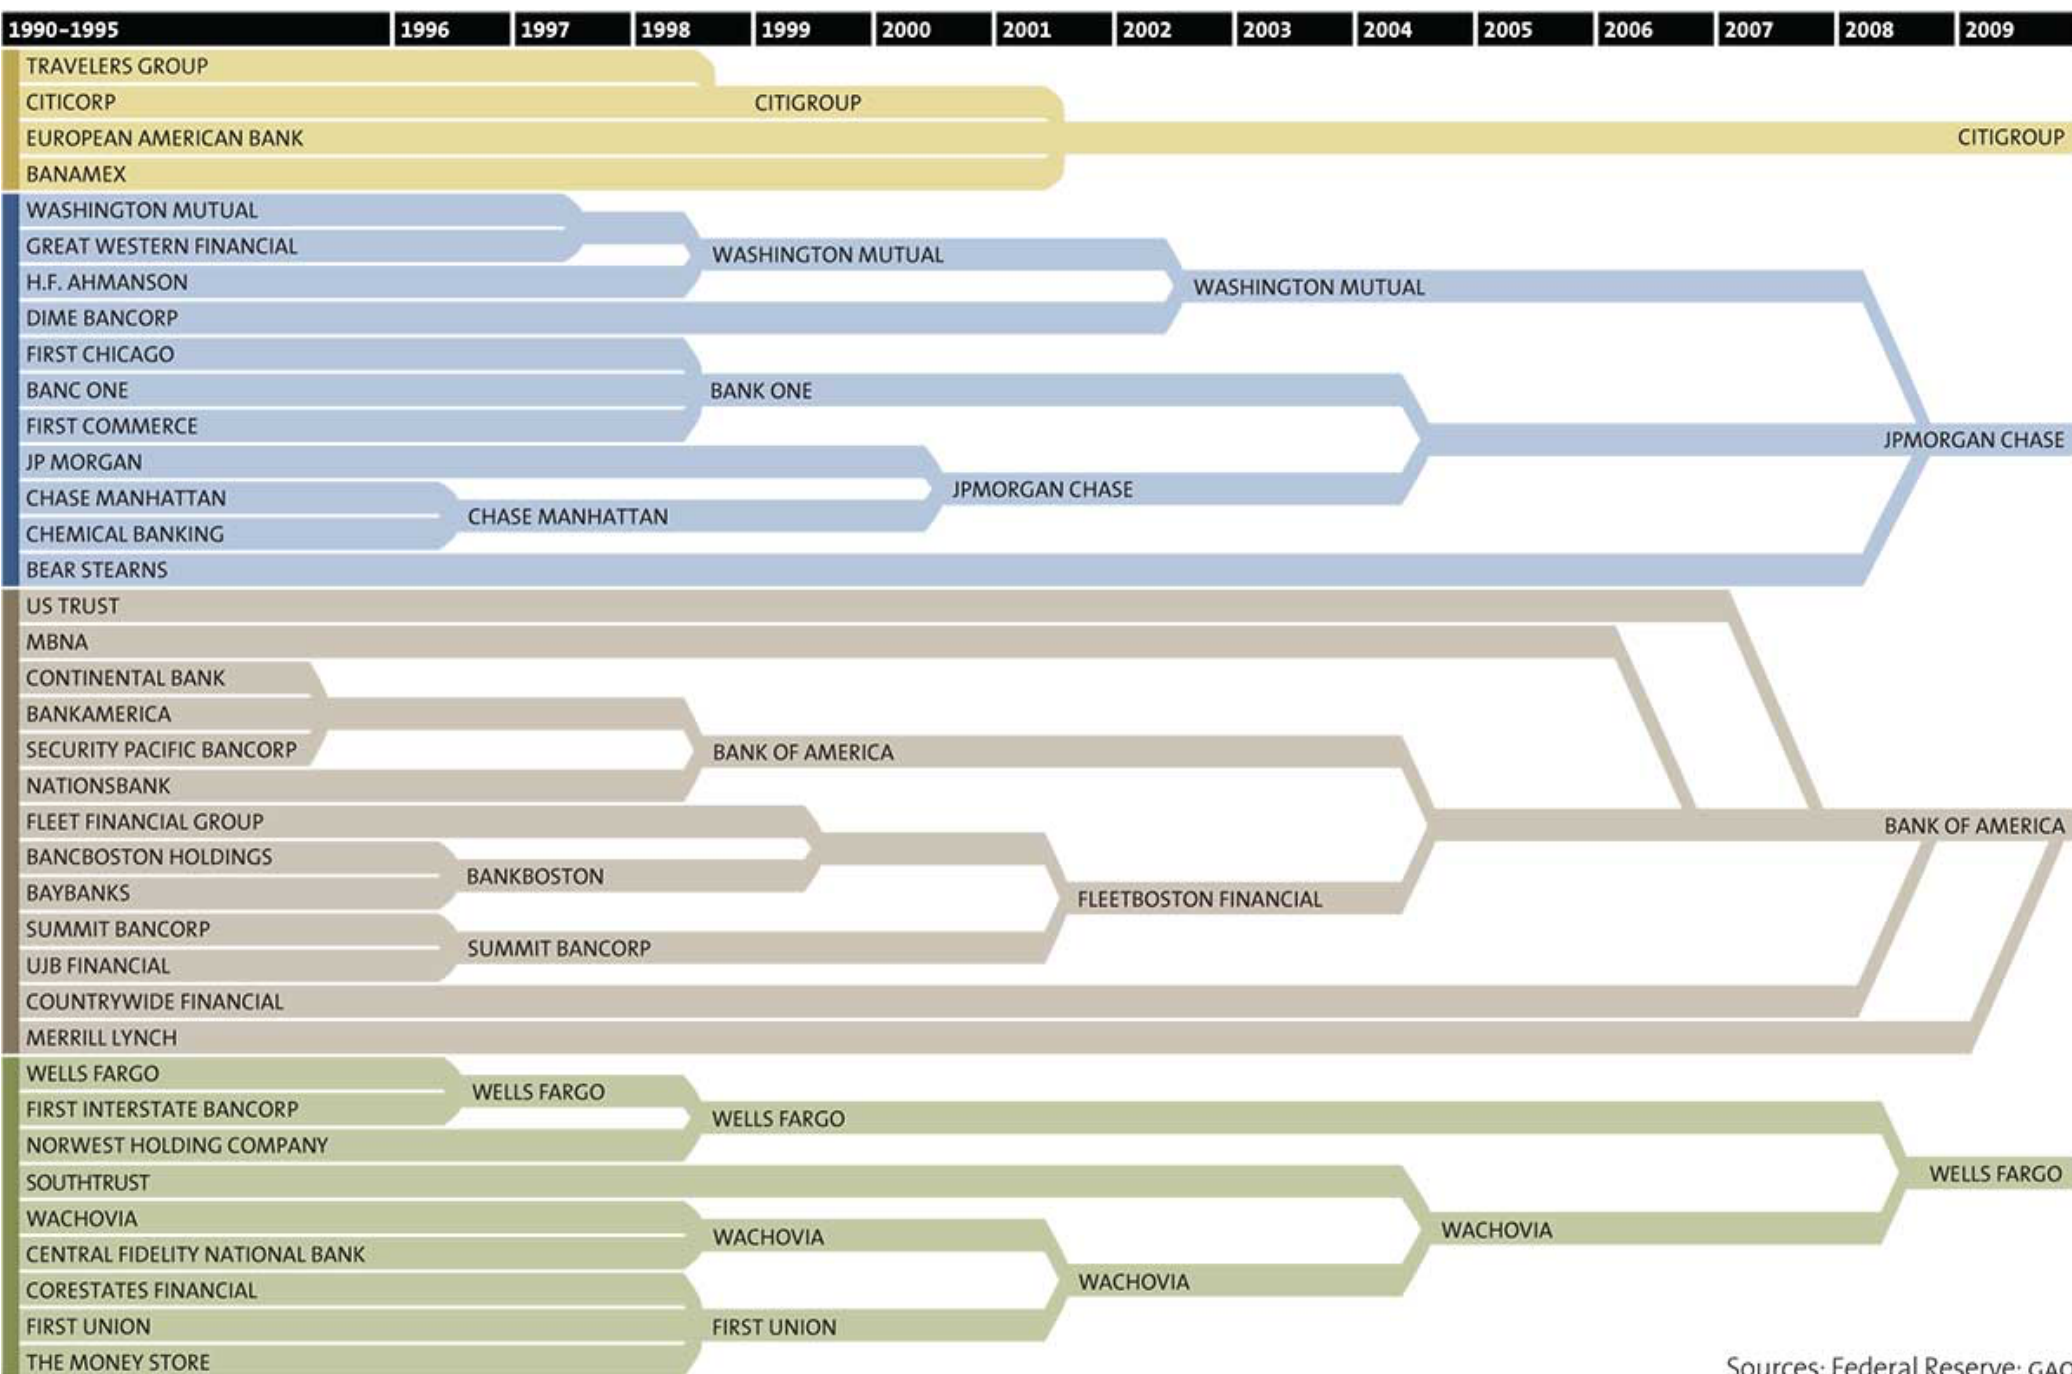 1990–1995 1996 1997 1998 1999 2000 2001 2002 2003 2004 2005 2006 2007 2008 2009
TRAVELERS GROUP
CITICORP CITIGROUP
EUROPEAN AMERICAN BANK CITIGROUP
BANAMEX
WASHINGTON MUTUAL
GREAT WESTERN FINANCIAL
WASHINGTON MUTUAL
H.F. AHMANSON
WASHINGTON MUTUAL
DIME BANCORP
FIRST CHICAGO
BANC ONE BANK ONE
FIRST COMMERCE
JPMORGAN CHASE
JP MORGAN
JPMORGAN CHASE
CHASE MANHATTAN
CHASE MANHATTAN
CHEMICAL BANKING
BEAR STEARNS
US TRUST
MBNA
CONTINENTAL BANK
BANKAMERICA
SECURITY PACIFIC BANCORP BANK OF AMERICA
NATIONSBANK
FLEET FINANCIAL GROUP BANK OF AMERICA
BANCBOSTON HOLDINGS
BANKBOSTON
BAYBANKS
FLEETBOSTON FINANCIAL
SUMMIT BANCORP
SUMMIT BANCORP
UJB FINANCIAL
COUNTRYWIDE FINANCIAL
MERRILL LYNCH
WELLS FARGO
WELLS FARGO
FIRST INTERSTATE BANCORP
WELLS FARGO
NORWEST HOLDING COMPANY
WELLS FARGO
SOUTHTRUST
WACHOVIA
WACHOVIA
WACHOVIA
CENTRAL FIDELITY NATIONAL BANK
WACHOVIA
CORESTATES FINANCIAL
FIRST UNION FIRST UNION
THE MONEY STORE
Sources: Federal Reserve; GAO